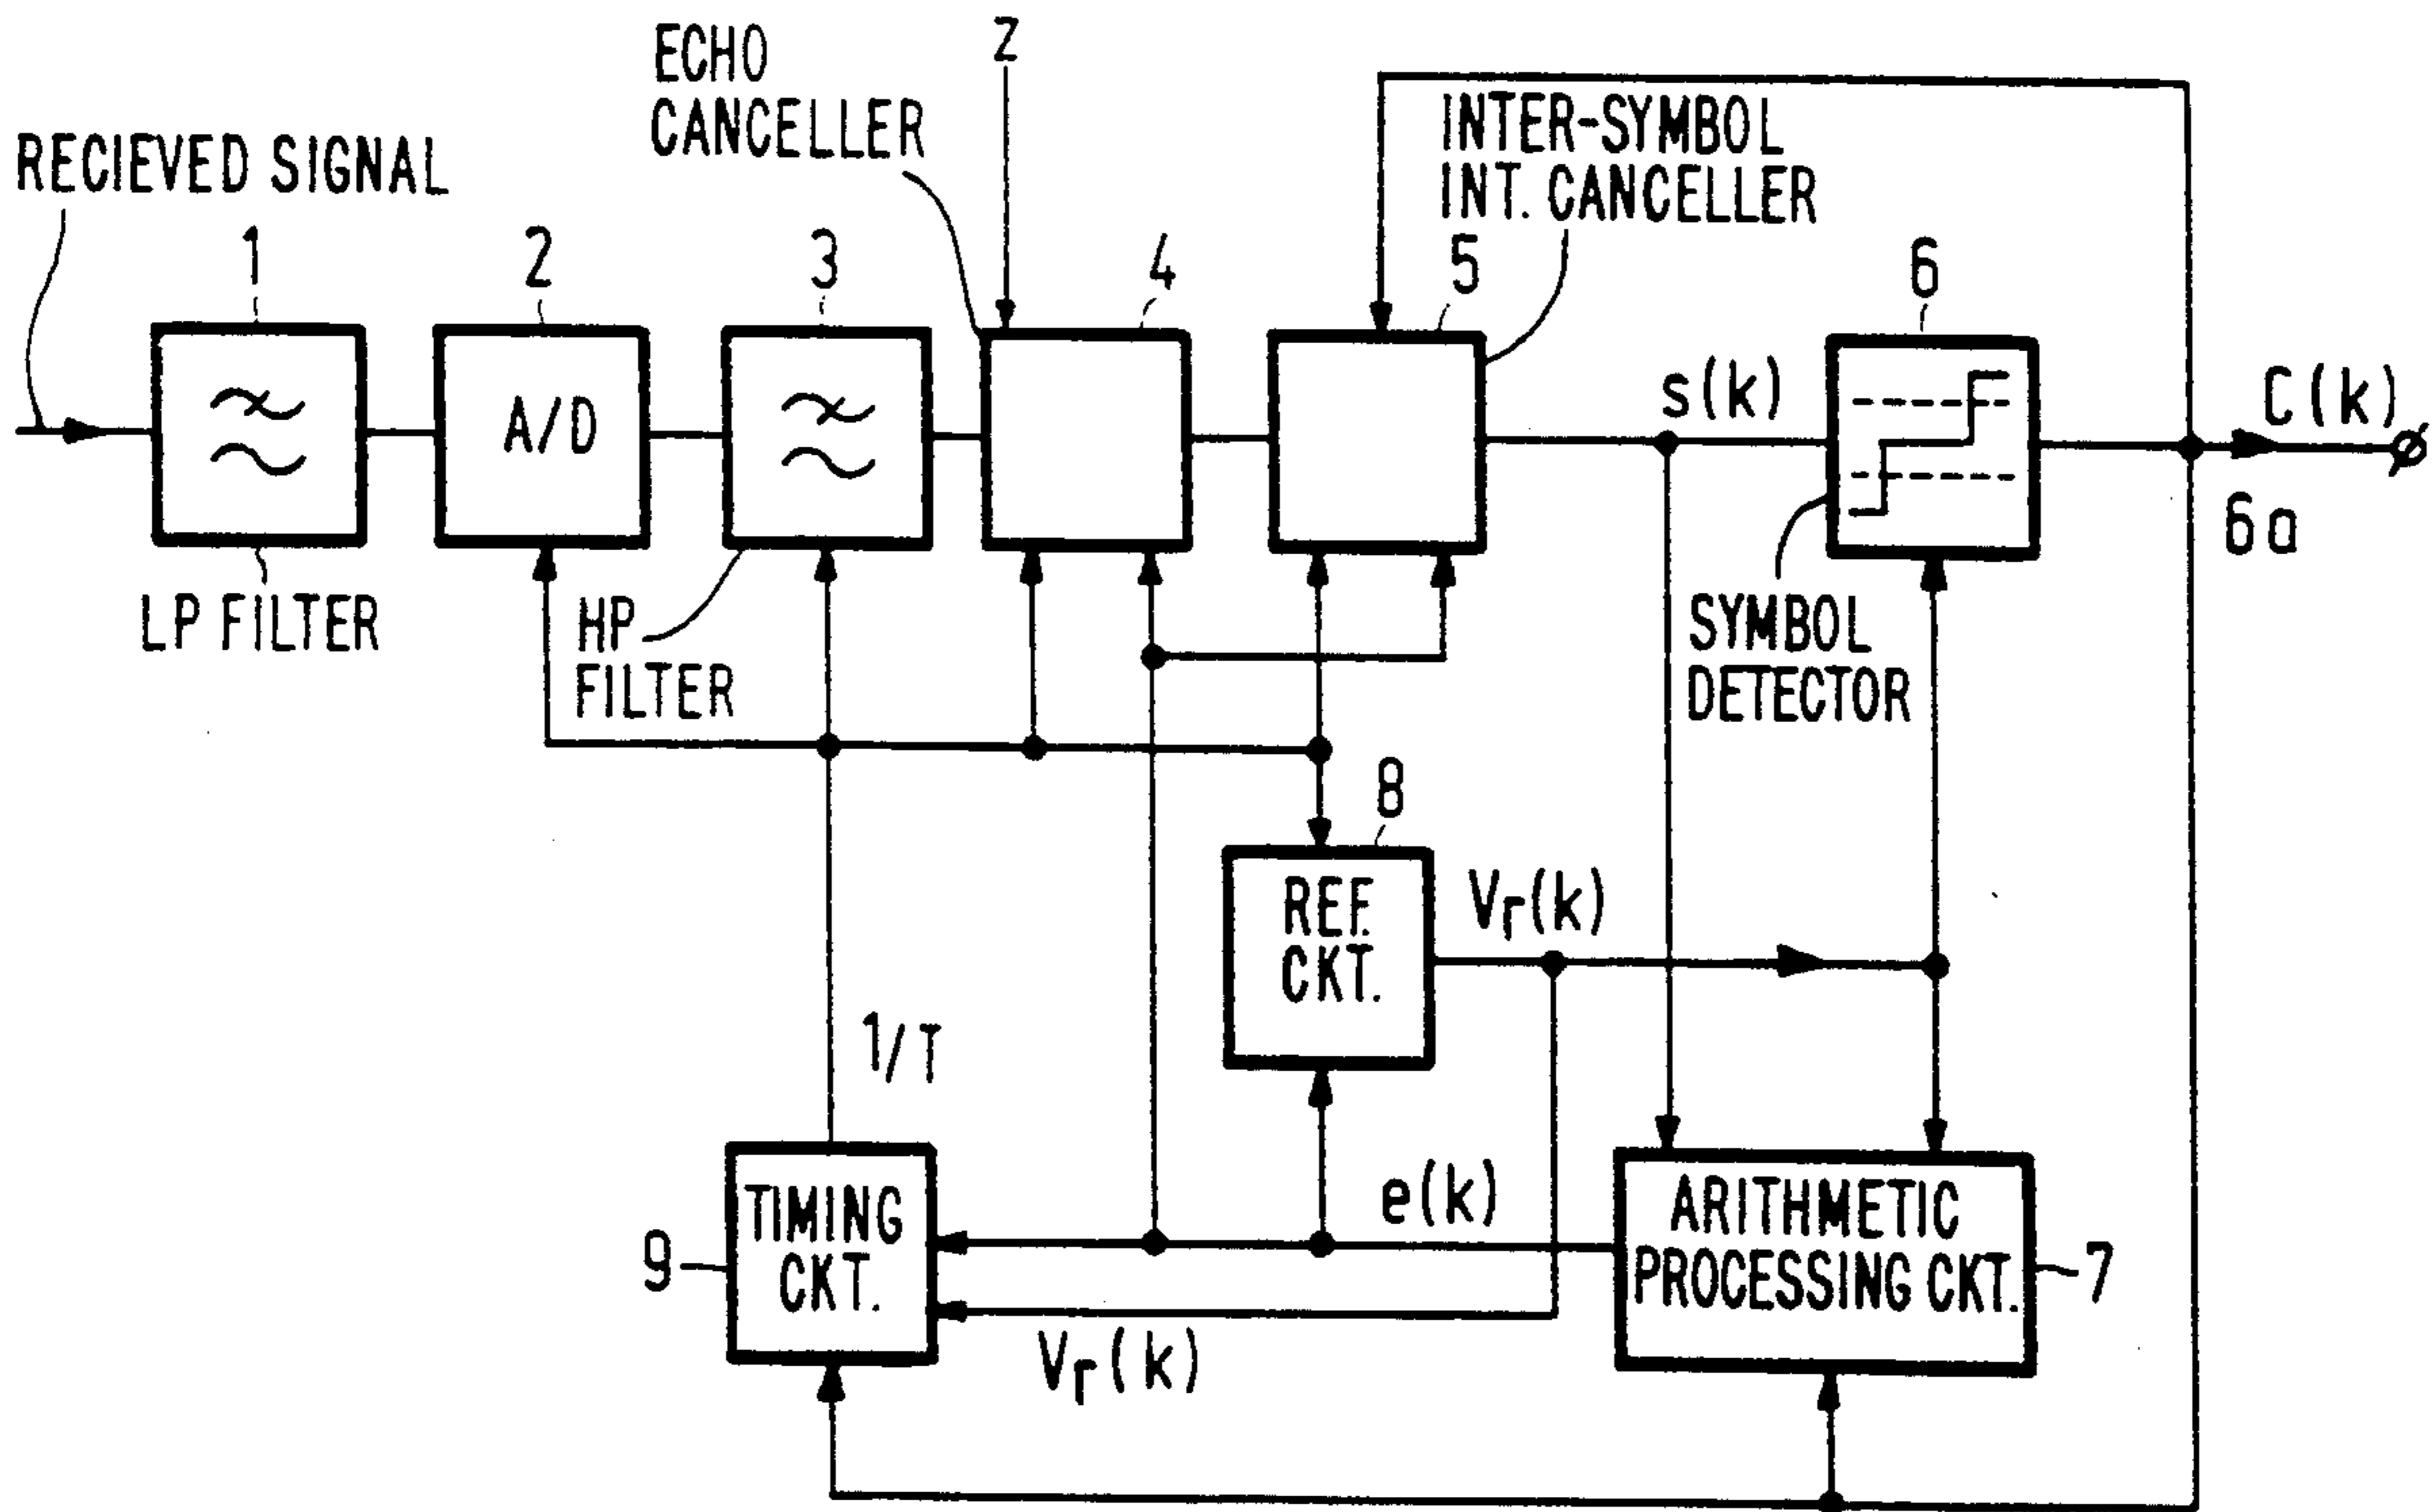 ECHO
CANCELLER
Z
INTER-SYMBOL
INT. CANCELLER
RECIEVED SIGNAL
1
2
3
4
5
6
A/D
s(k)
C(k)
6a
LP FILTER
HP
FILTER
SYMBOL
DETECTOR
8
REF.
CKT.
Vr(k)
1/T
TIMING
CKT.
9
e(k)
Vr(k)
ARITHMETIC
PROCESSING CKT.
7